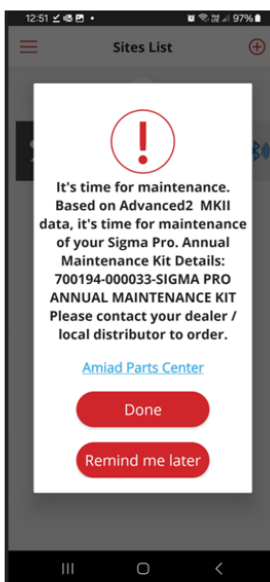 12:51
97%
Sites List
It's time for maintenance.
Based on Advanced2 MKII
data, it's time for maintenance
of your Sigma Pro. Annual
Maintenance Kit Details:
700194-000033-SIGMA PRO
ANNUAL MAINTENANCE KIT
Please contact your dealer /
local distributor to order.
Amiad Parts Center
Done
Remind me later